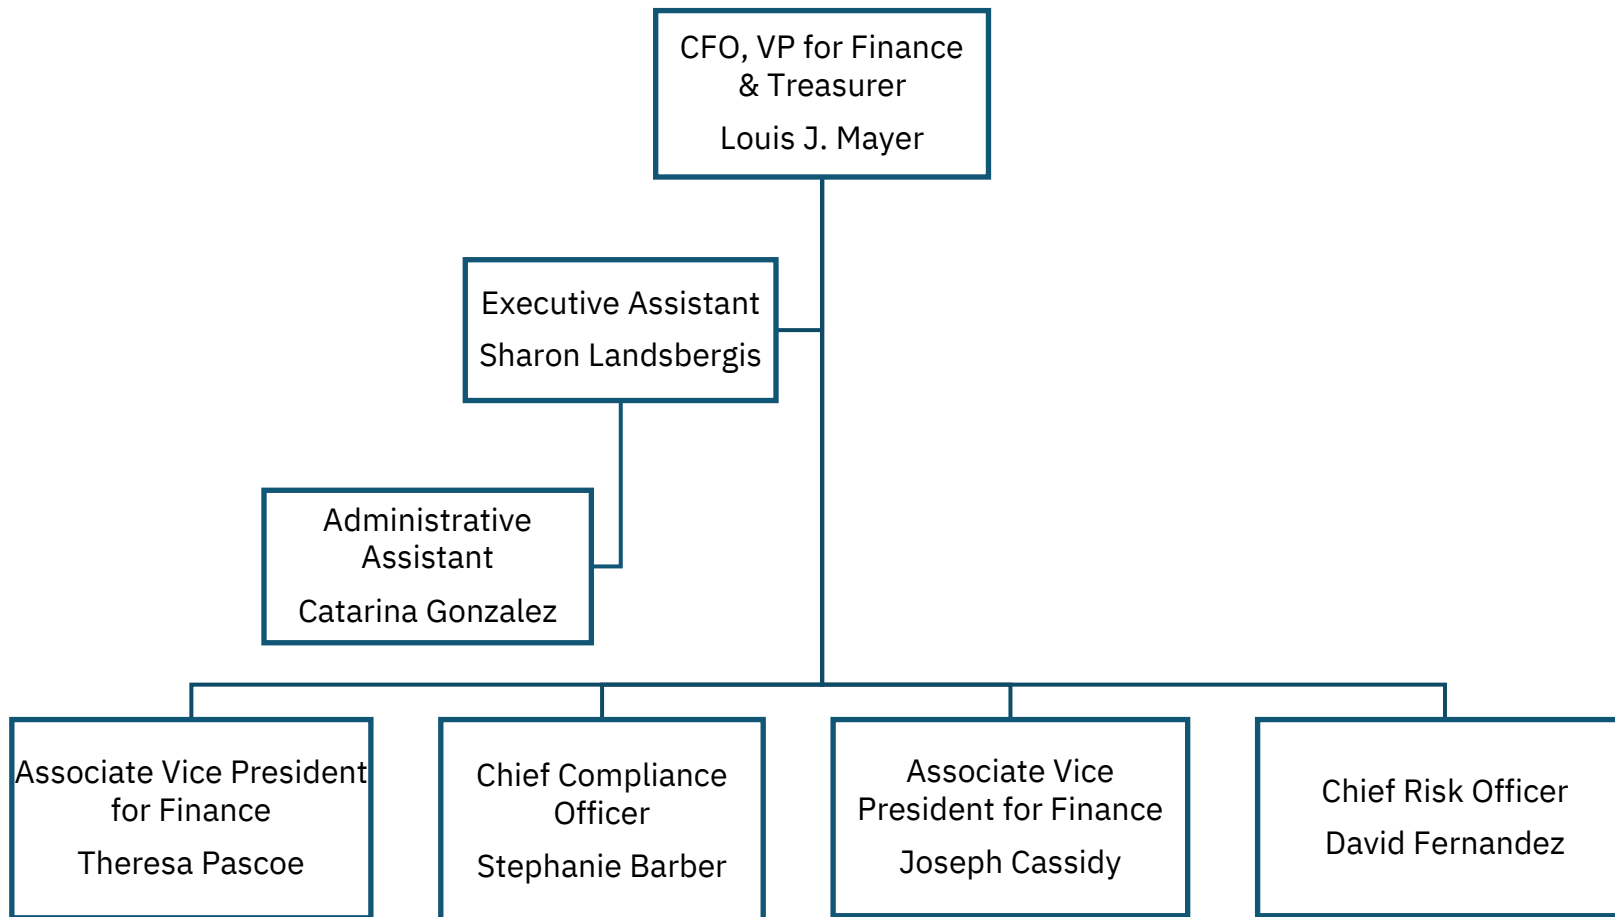 CFO, VP for Finance
& Treasurer
Louis J. Mayer
Executive Assistant
Sharon Landsbergis
Administrative
Assistant
Catarina Gonzalez
Associate Vice President
for Finance
Theresa Pascoe
Chief Compliance
Officer
Stephanie Barber
Associate Vice
President for Finance
Joseph Cassidy
Chief Risk Officer
David Fernandez